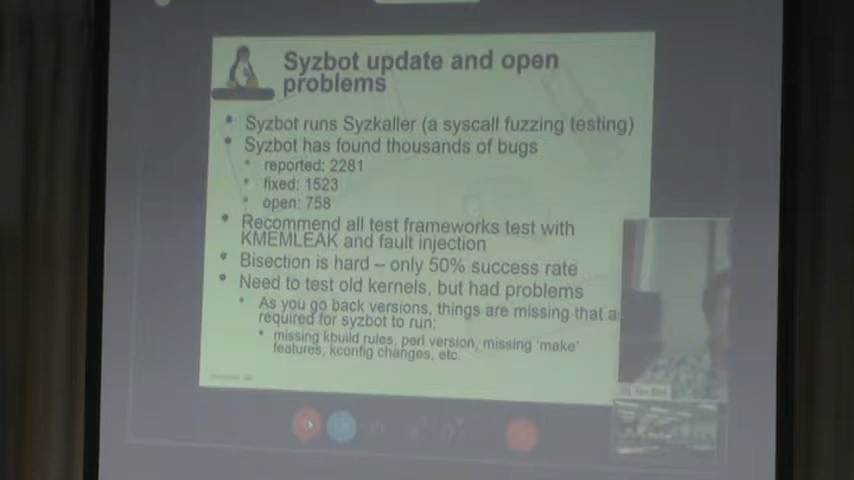 Syzbot update and open
problems
Syzbot runs Syzkaller (a syscall fuzzing testing)
Syzbot has found thousands of bugs
reported: 2281
fixed: 1523
open: 758
Recommend all test frameworks test with
KMEMLEAK and fault injection
Bisection is hard – only 50% success rate
Need to test old kernels, but had problems
As you go back versions, things are missing that a
required for syzbot to run:
missing kbuild rules, perl version, missing 'make'
features, kconfig changes, etc.